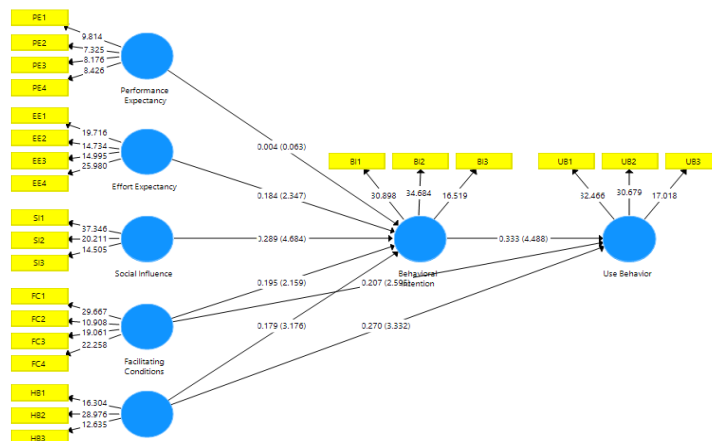 PE1
PE2
PE3
PE4
9.814
7.325
8.176
8.426
Performance
Expectancy
EE1
EE2
EE3
EE4
19.716
14.734
14.995
25.980
Effort Expectancy
SI1
SI2
SI3
37.346
20.211
14.505
Social Influence
FC1
FC2
FC3
FC4
29.667
10.908
19.061
22.258
Facilitating
Conditions
HB1
HB2
HB3
16.304
28.976
12.635
0.004 (0.063)
0.184 (2.347)
0.289 (4.684)
0.195 (2.159)
0.179 (3.176)
BI1
BI2
BI3
30.898
34.684
16.519
Behavioral
Intention
0.333 (4.488)
0.207 (2.595)
0.270 (3.332)
UB1
UB2
UB3
32.466
30.679
17.018
Use Behavior